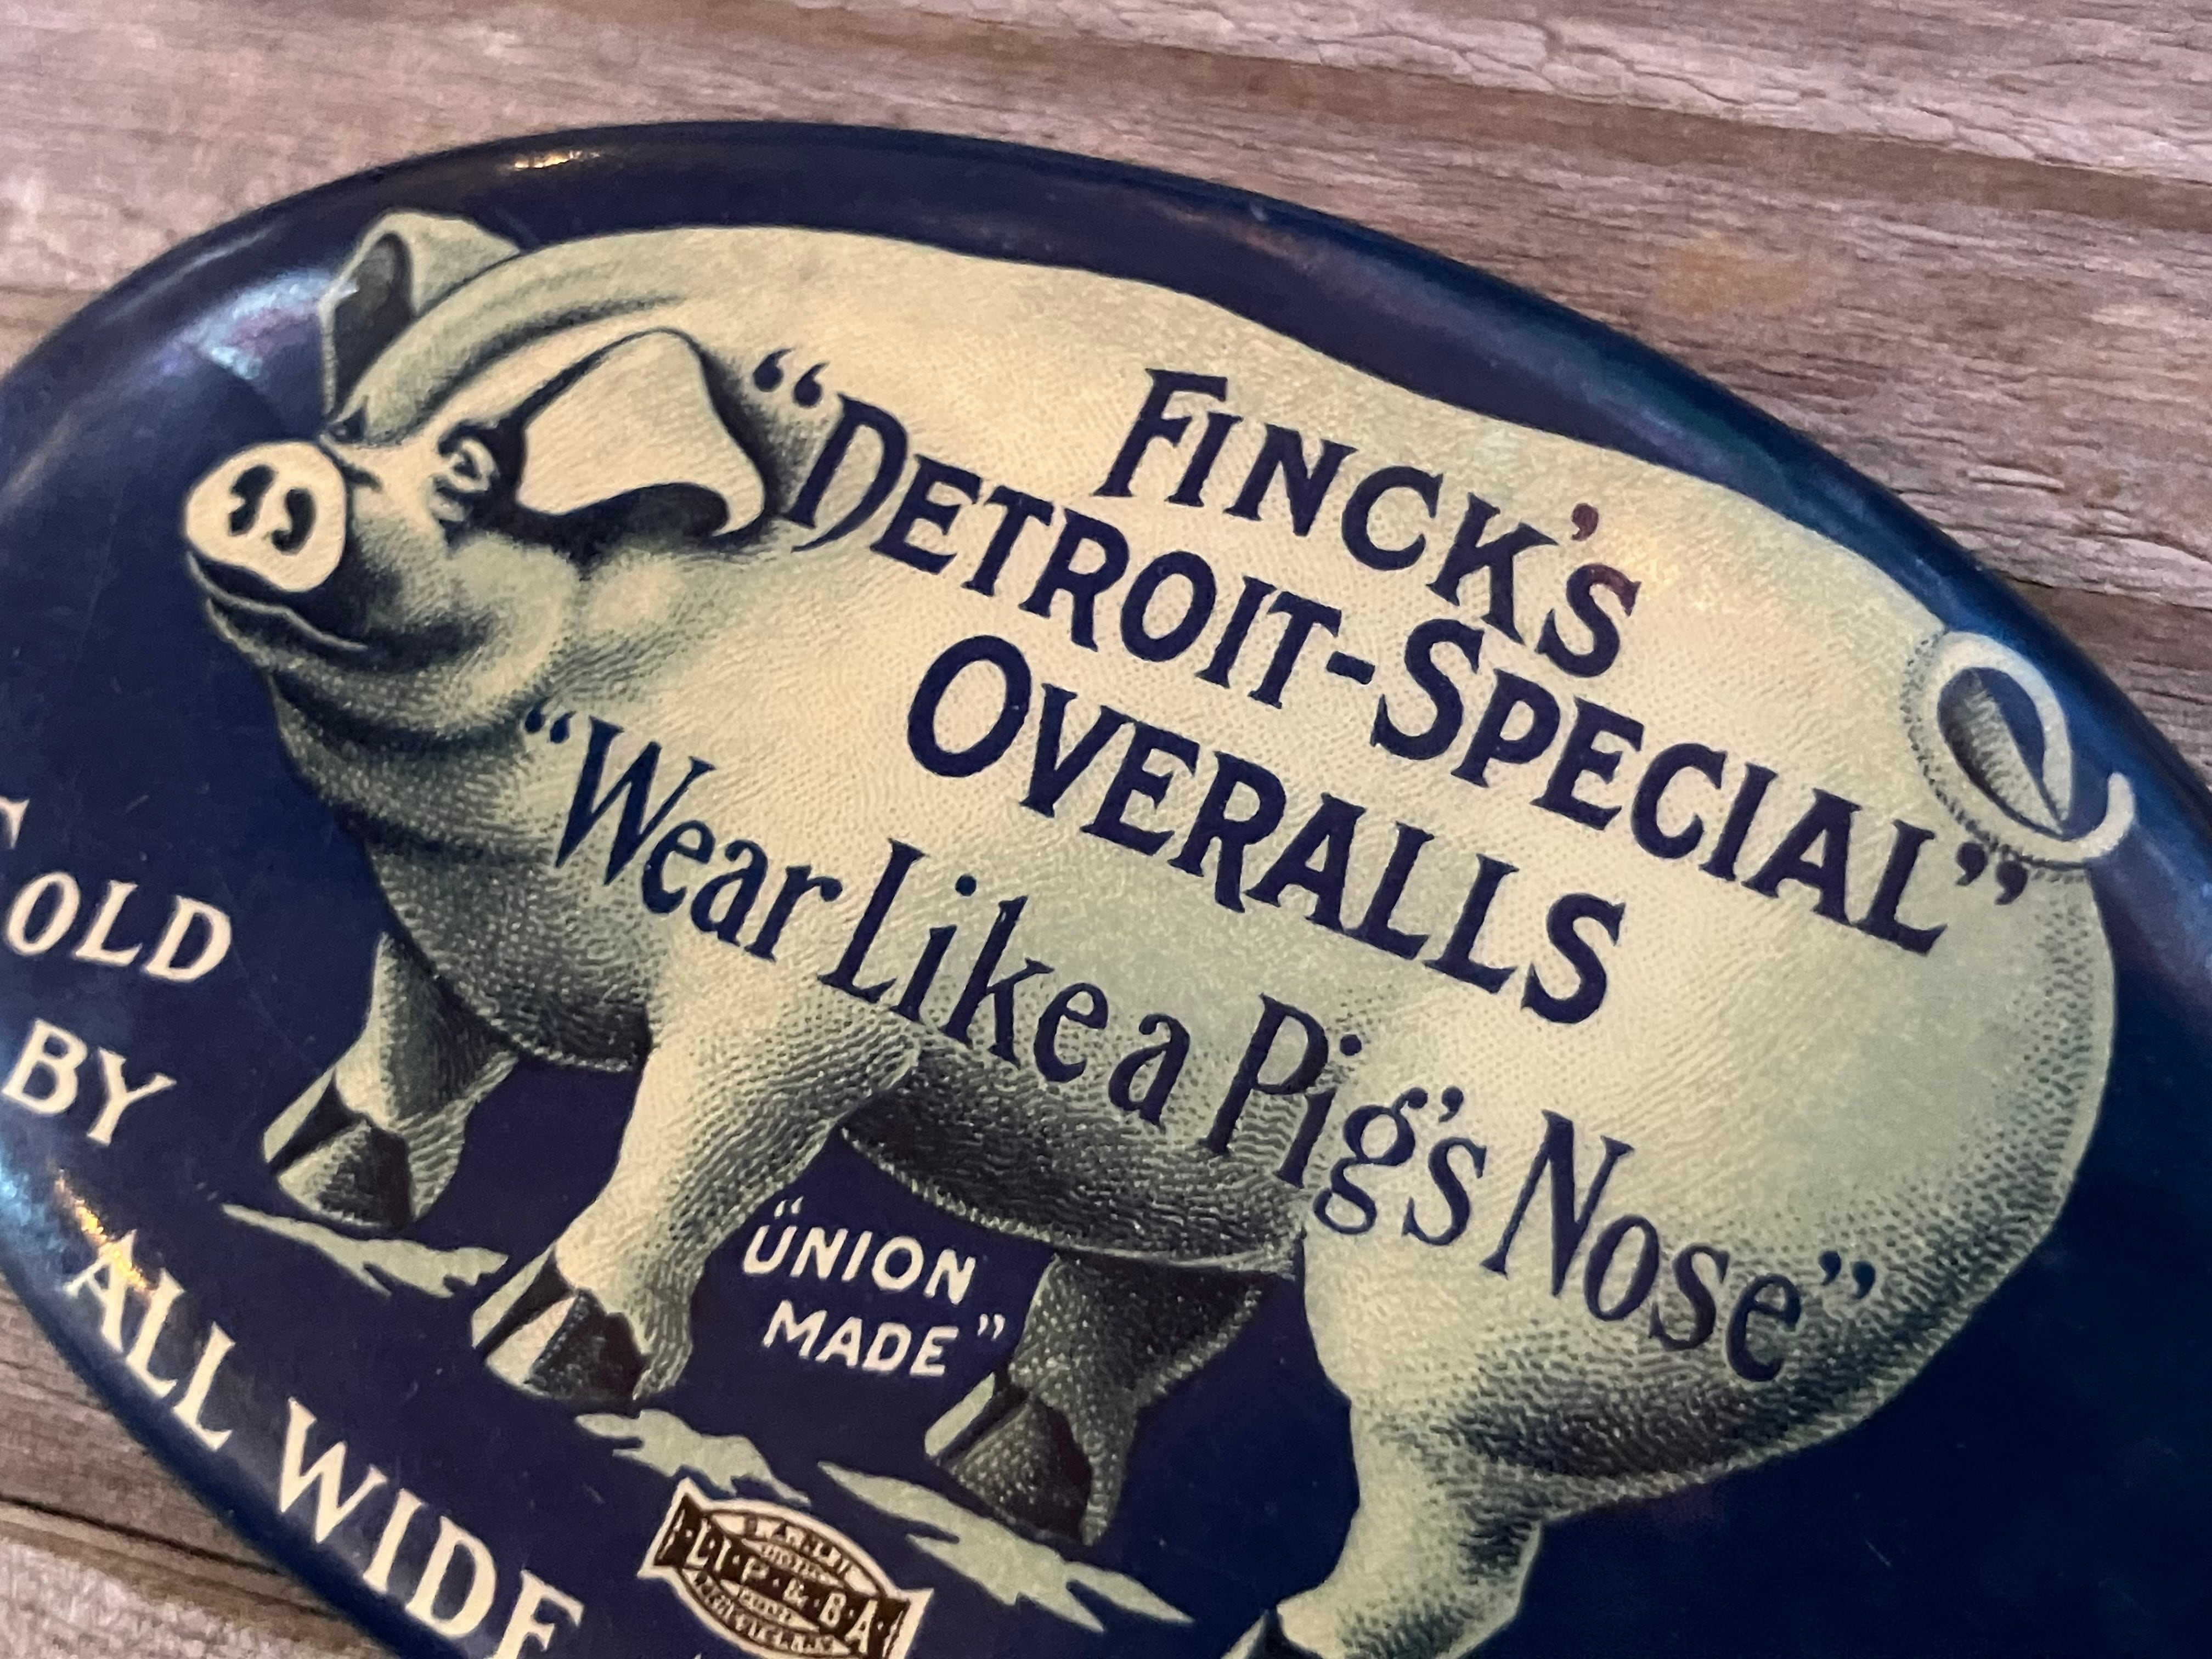 FINCK'S
“DETROIT-SPECIAL”
OVERALLS
“Wear Like a Pig's Nose”
SOLD
BY
ALL WIDE
“UNION
MADE”
L·I·P·&·B·A·